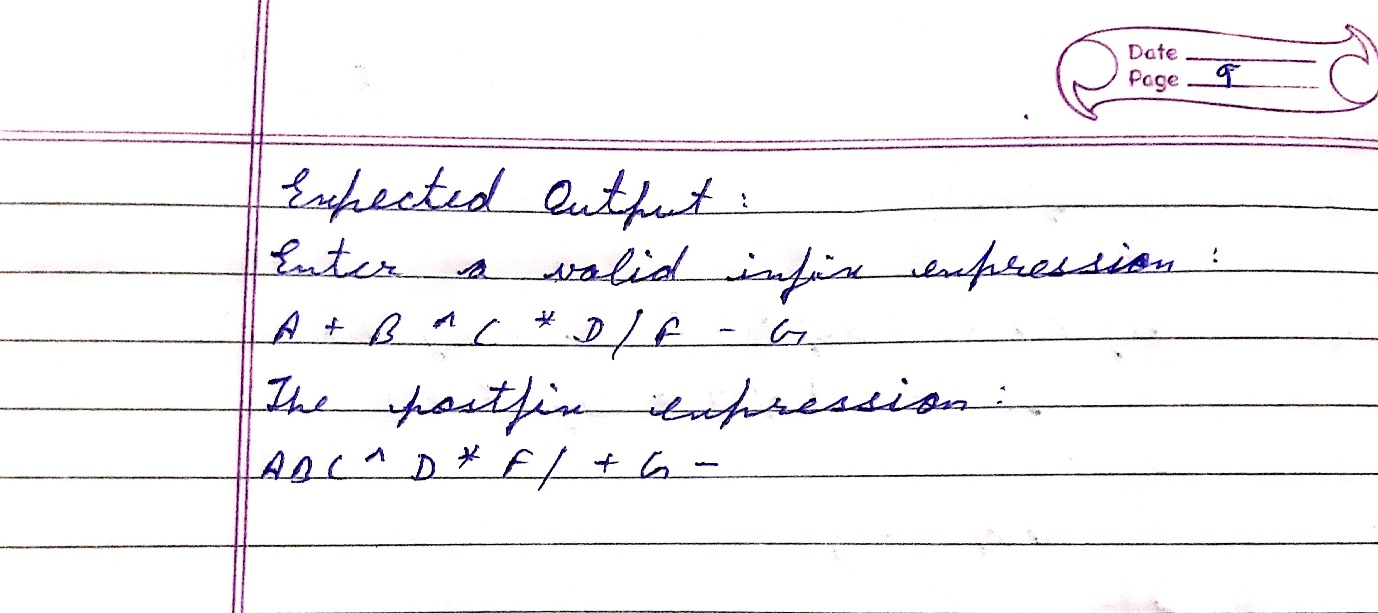 Date
Page 9
Expected Output :
Enter a valid infix expression :
A + B ^ C * D / F - G
The postfix expression :
ABC ^ D * F / + G -